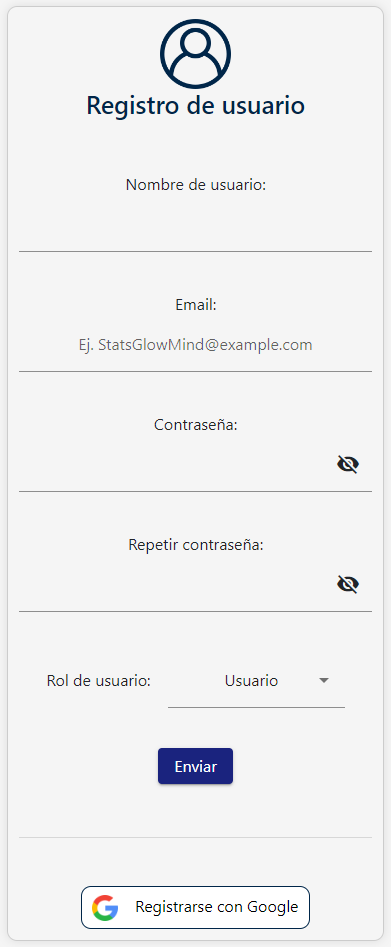 Registro de usuario
Nombre de usuario:
Email:
Ej. StatsGlowMind@example.com
Contraseña:
Repetir contraseña:
Rol de usuario: Usuario
Enviar
Registrarse con Google